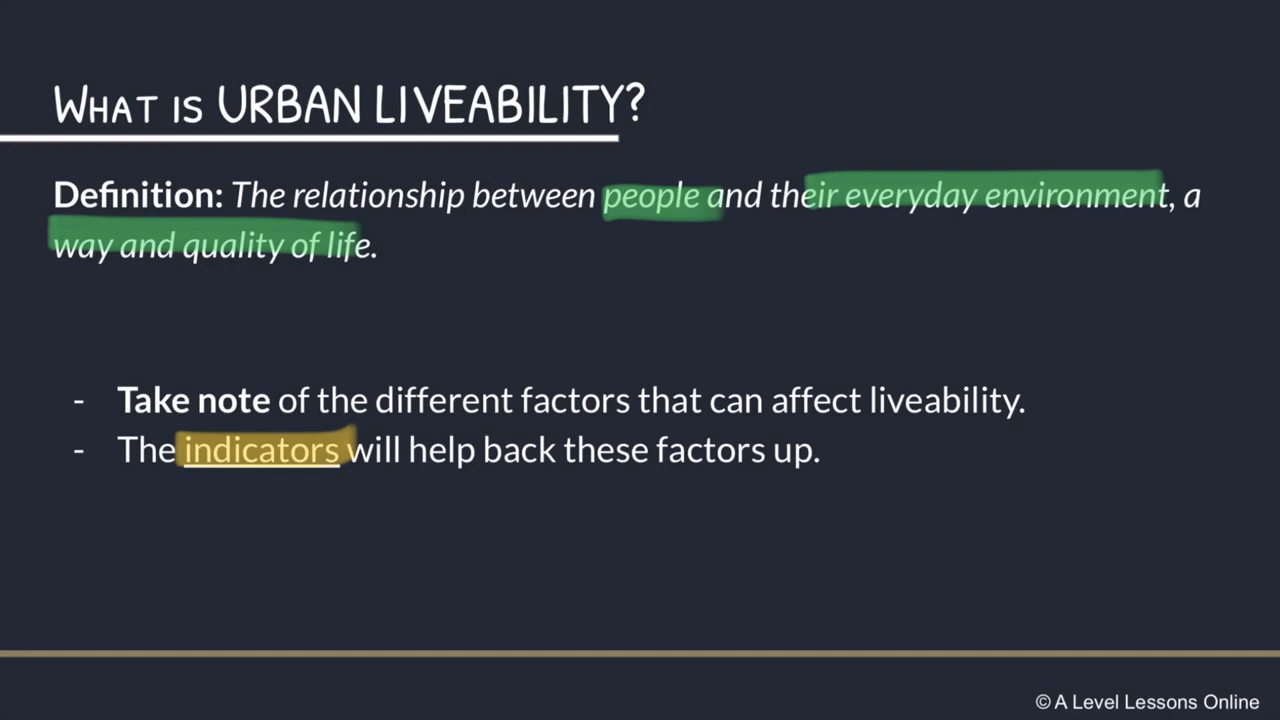 What is URBAN LIVEABILITY?
Definition: The relationship between people and their everyday environment, a
way and quality of life.
- Take note of the different factors that can affect liveability.
- The indicators will help back these factors up.
© A Level Lessons Online